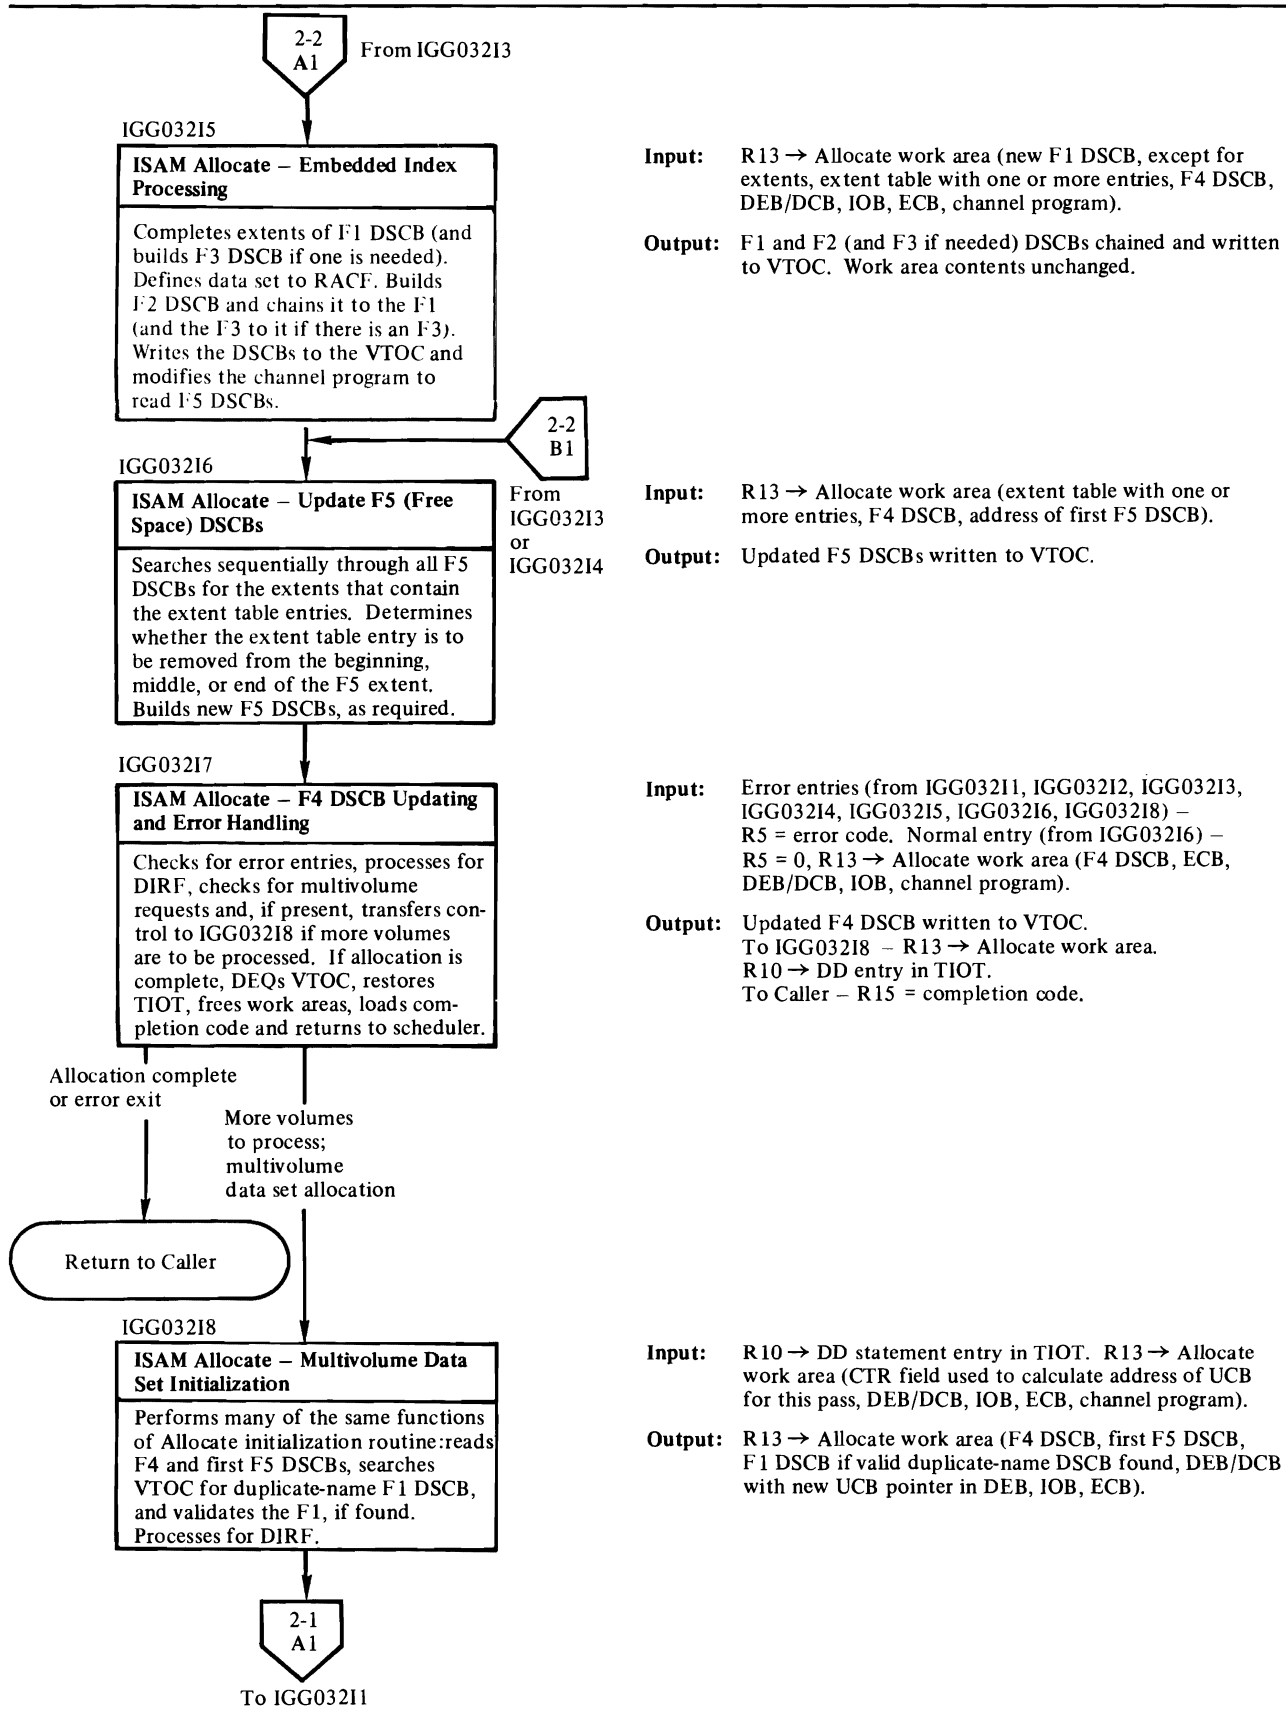 2-2
A1
From IGG032I3
IGG032I5
ISAM Allocate – Embedded Index
Processing
Completes extents of F1 DSCB (and
builds F3 DSCB if one is needed).
Defines data set to RACF. Builds
F2 DSCB and chains it to the F1
(and the F3 to it if there is an F3).
Writes the DSCBs to the VTOC and
modifies the channel program to
read F5 DSCBs.
Input: R13 → Allocate work area (new F1 DSCB, except for
extents, extent table with one or more entries, F4 DSCB,
DEB/DCB, IOB, ECB, channel program).
Output: F1 and F2 (and F3 if needed) DSCBs chained and written
to VTOC. Work area contents unchanged.
2-2
B1
From
IGG032I3
or
IGG032I4
IGG032I6
ISAM Allocate – Update F5 (Free
Space) DSCBs
Searches sequentially through all F5
DSCBs for the extents that contain
the extent table entries. Determines
whether the extent table entry is to
be removed from the beginning,
middle, or end of the F5 extent.
Builds new F5 DSCBs, as required.
Input: R13 → Allocate work area (extent table with one or
more entries, F4 DSCB, address of first F5 DSCB).
Output: Updated F5 DSCBs written to VTOC.
IGG032I7
ISAM Allocate – F4 DSCB Updating
and Error Handling
Checks for error entries, processes for
DIRF, checks for multivolume
requests and, if present, transfers con-
trol to IGG032I8 if more volumes
are to be processed. If allocation is
complete, DEQs VTOC, restores
TIOT, frees work areas, loads com-
pletion code and returns to scheduler.
Input: Error entries (from IGG032I1, IGG032I2, IGG032I3,
IGG032I4, IGG032I5, IGG032I6, IGG032I8) –
R5 = error code. Normal entry (from IGG032I6) –
R5 = 0, R13 → Allocate work area (F4 DSCB, ECB,
DEB/DCB, IOB, channel program).
Output: Updated F4 DSCB written to VTOC.
To IGG032I8 – R13 → Allocate work area.
R10 → DD entry in TIOT.
To Caller – R15 = completion code.
Allocation complete
or error exit
More volumes
to process;
multivolume
data set allocation
Return to Caller
IGG032I8
ISAM Allocate – Multivolume Data
Set Initialization
Performs many of the same functions
of Allocate initialization routine:reads
F4 and first F5 DSCBs, searches
VTOC for duplicate-name F1 DSCB,
and validates the F1, if found.
Processes for DIRF.
Input: R10 → DD statement entry in TIOT. R13 → Allocate
work area (CTR field used to calculate address of UCB
for this pass, DEB/DCB, IOB, ECB, channel program).
Output: R13 → Allocate work area (F4 DSCB, first F5 DSCB,
F1 DSCB if valid duplicate-name DSCB found, DEB/DCB
with new UCB pointer in DEB, IOB, ECB).
2-1
A1
To IGG032I1